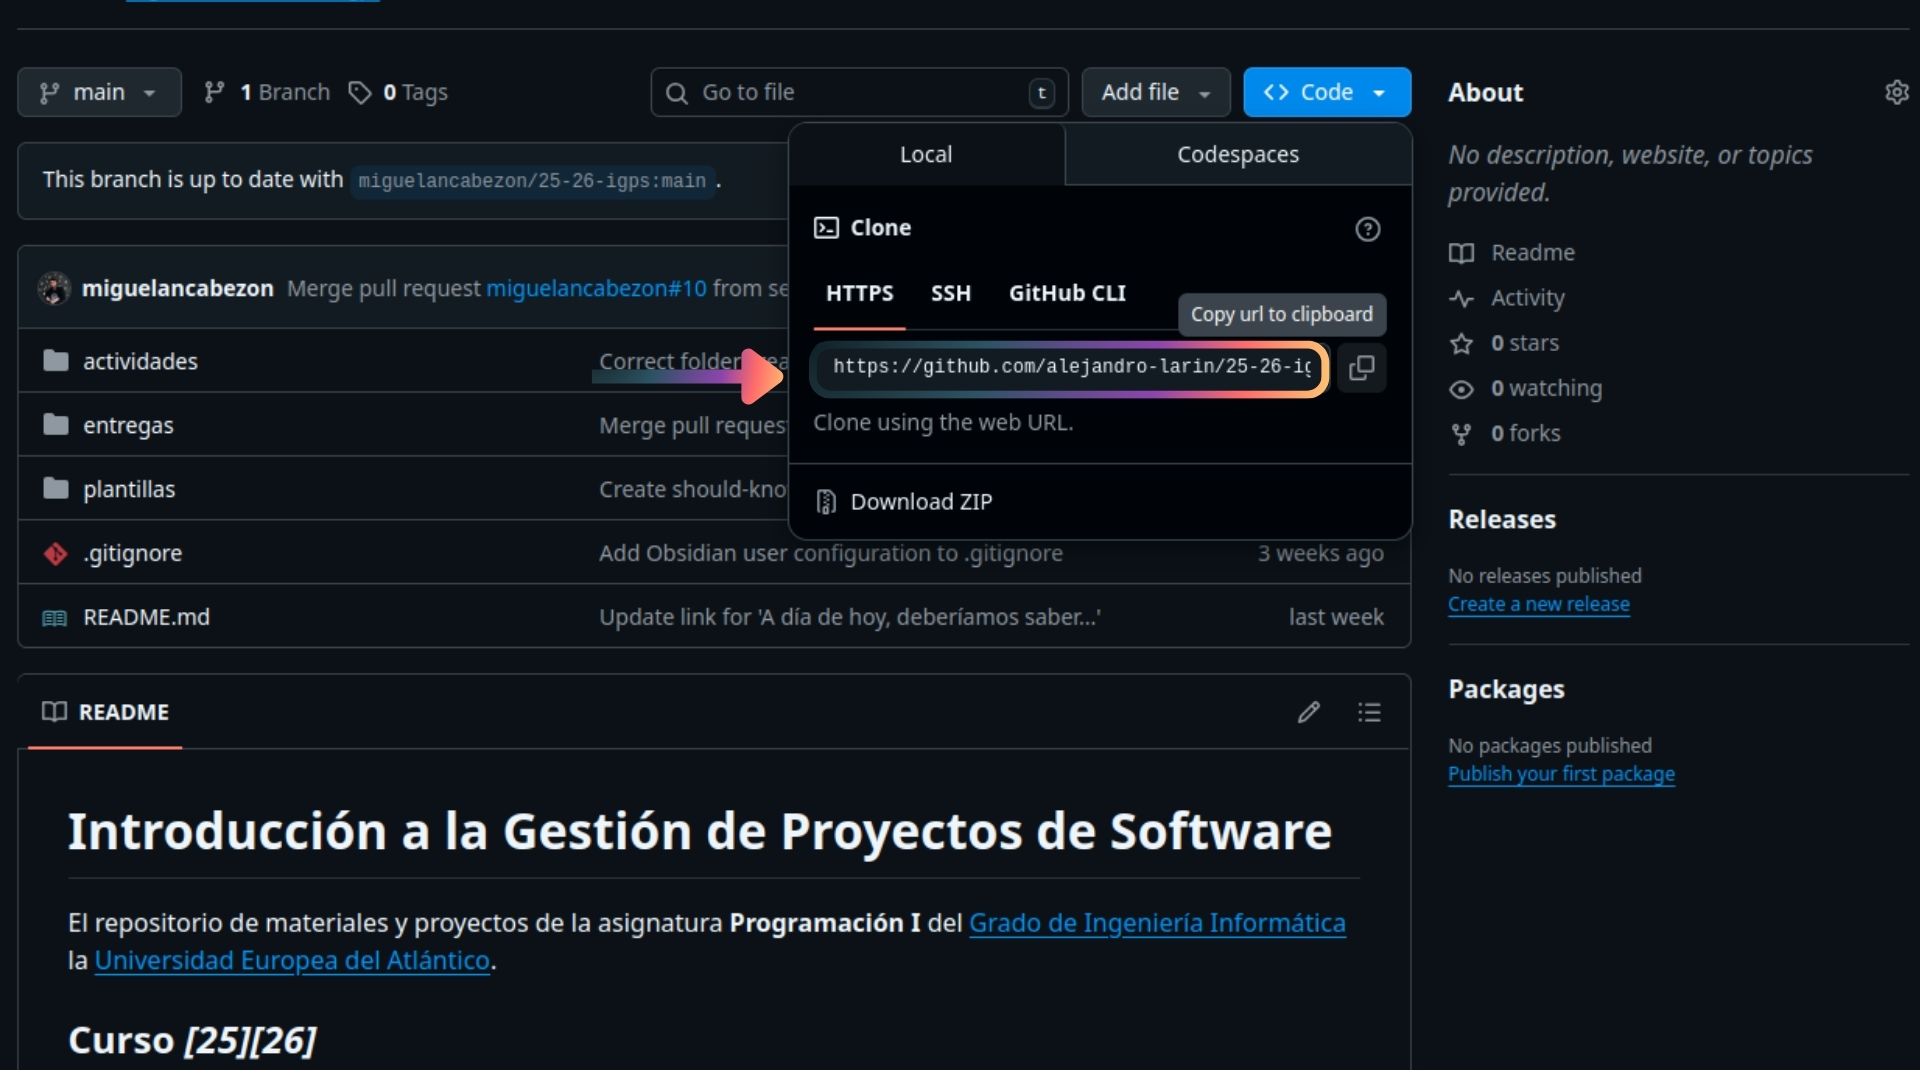 main
1 Branch
0 Tags
Go to file
t
Add file
Code
About
No description, website, or topics
provided.
Local
Codespaces
This branch is up to date with miguelancabezon/25-26-igps:main .
Clone
HTTPS
SSH
GitHub CLI
Copy url to clipboard
https://github.com/alejandro-larin/25-26-ig
Clone using the web URL.
Download ZIP
miguelancabezon Merge pull request miguelancabezon#10 from se
actividades
Correct folder
entregas
Merge pull reques
plantillas
Create should-kno
.gitignore
Add Obsidian user configuration to .gitignore
3 weeks ago
README.md
Update link for 'A día de hoy, deberíamos saber...'
last week
Readme
Activity
0 stars
0 watching
0 forks
Releases
No releases published
Create a new release
Packages
No packages published
Publish your first package
README
Introducción a la Gestión de Proyectos de Software
El repositorio de materiales y proyectos de la asignatura Programación I del Grado de Ingeniería Informática
la Universidad Europea del Atlántico.
Curso [25][26]